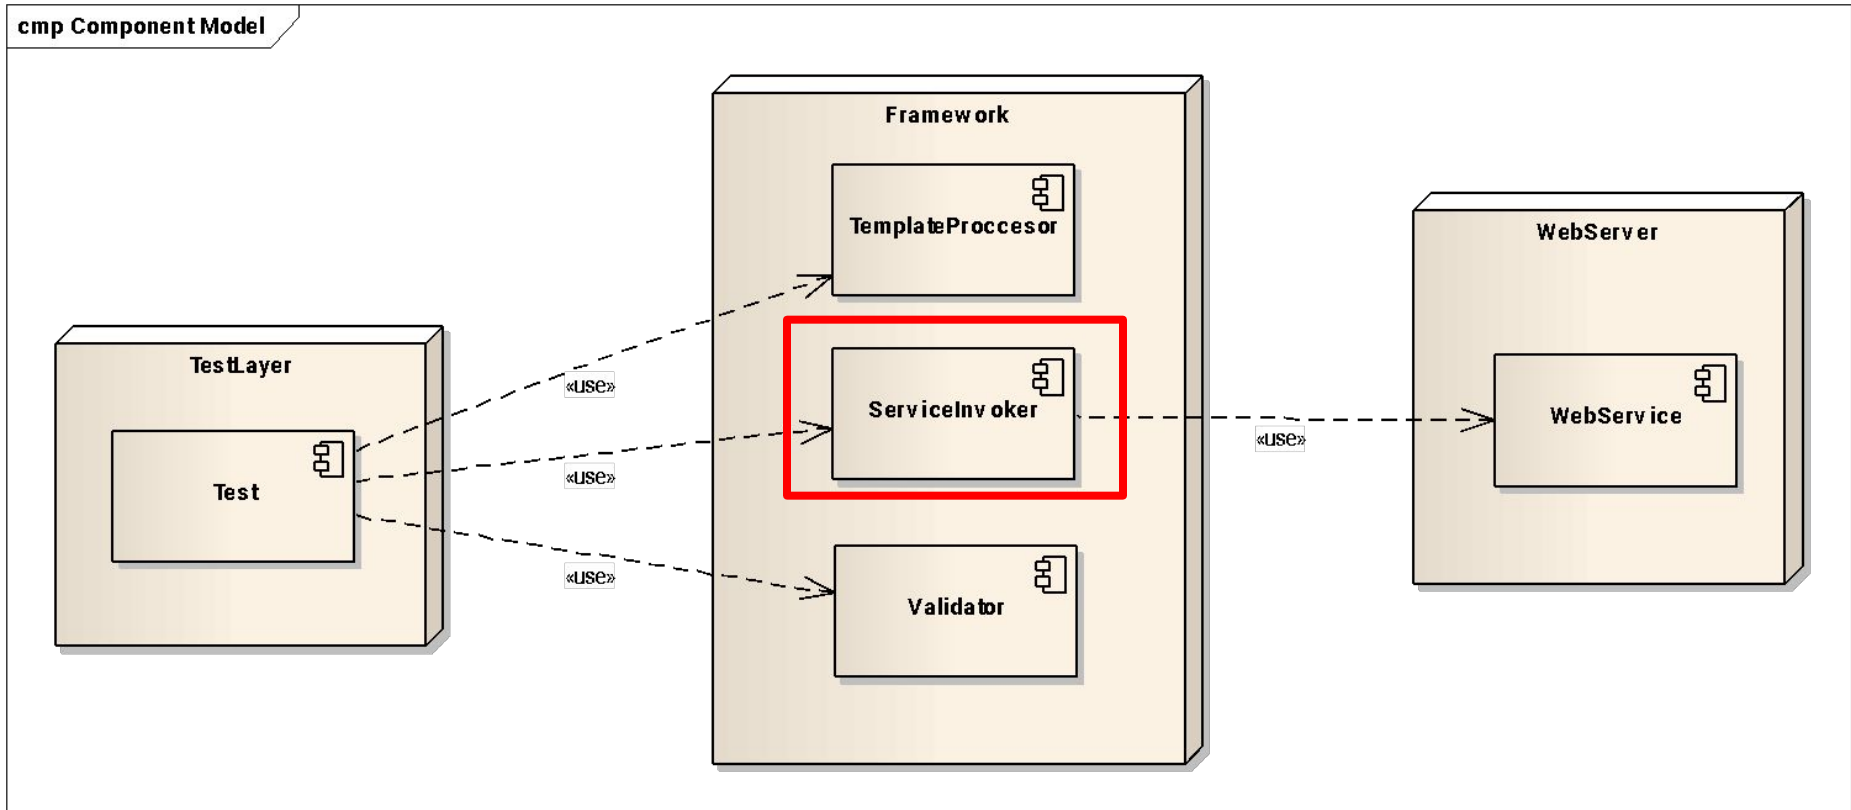 cmp Component Model
Framework
TemplateProccesor
WebServer
TestLayer
«use»
ServiceInvoker
WebService
«use»
«use»
Test
«use»
Validator